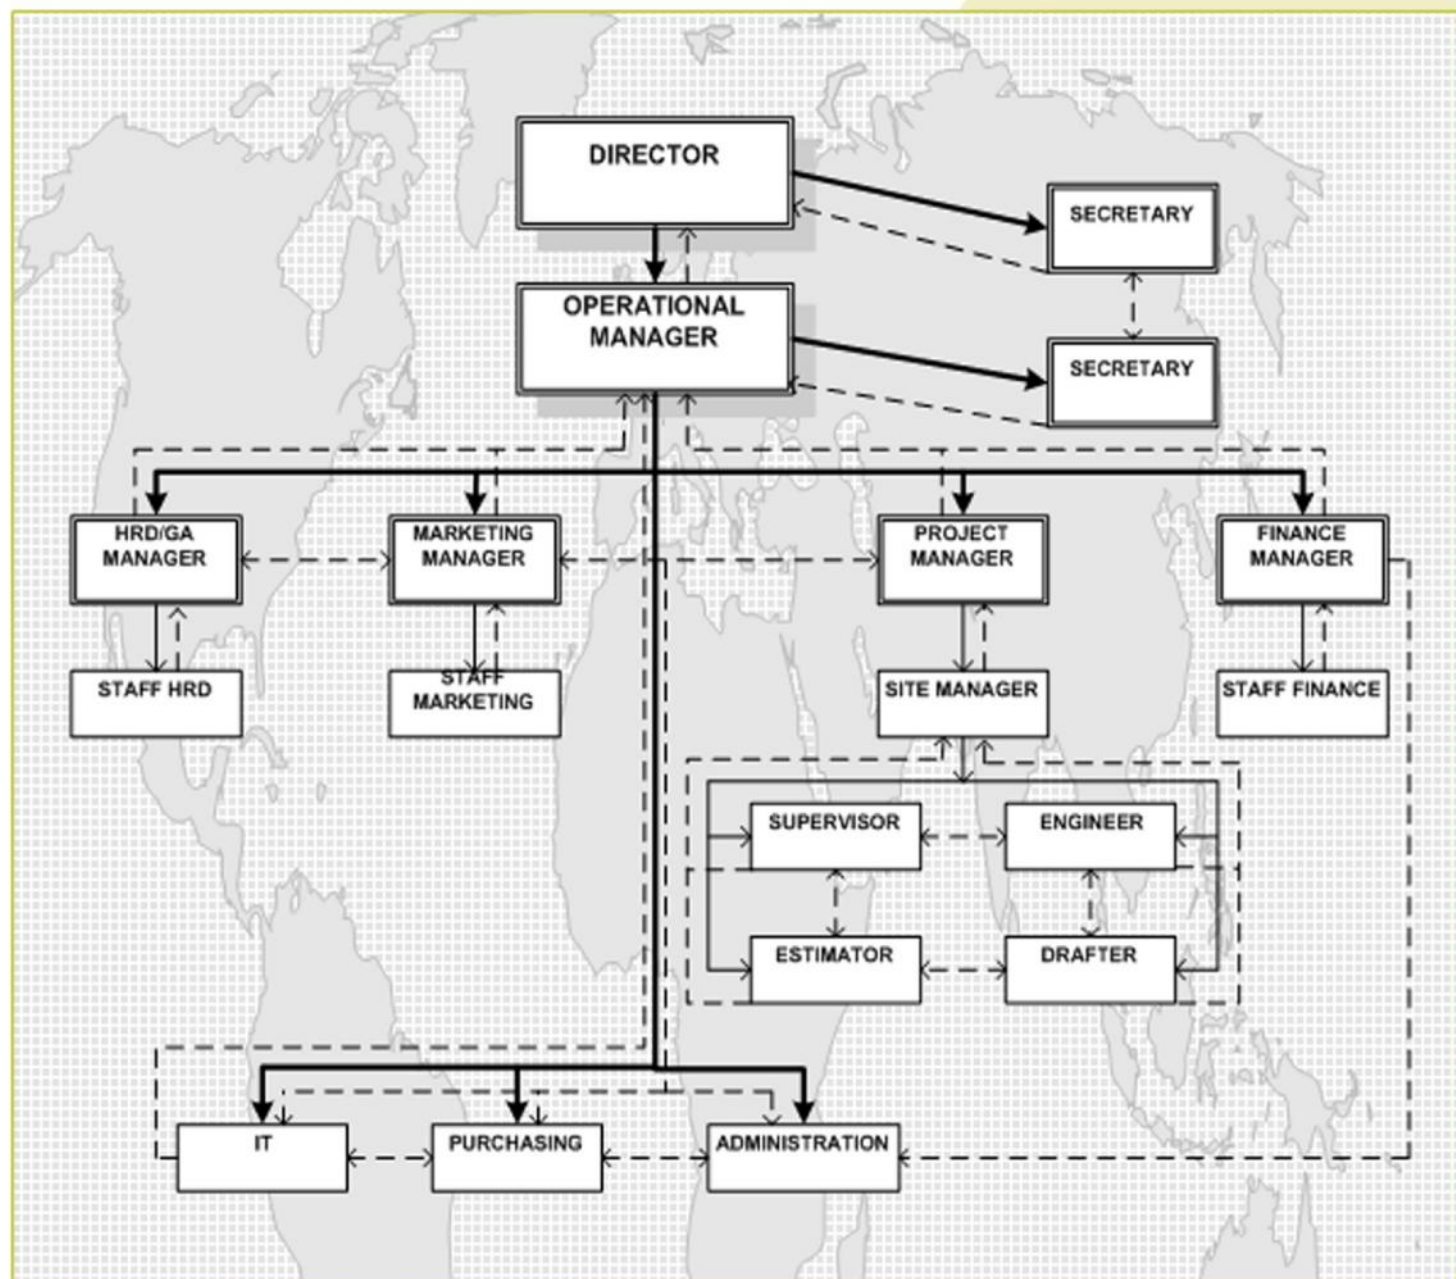 DIRECTOR
SECRETARY
OPERATIONAL
MANAGER
SECRETARY
HRD/GA
MANAGER
MARKETING
MANAGER
PROJECT
MANAGER
FINANCE
MANAGER
STAFF HRD
STAFF
MARKETING
SITE MANAGER
STAFF FINANCE
SUPERVISOR
ENGINEER
ESTIMATOR
DRAFTER
IT
PURCHASING
ADMINISTRATION